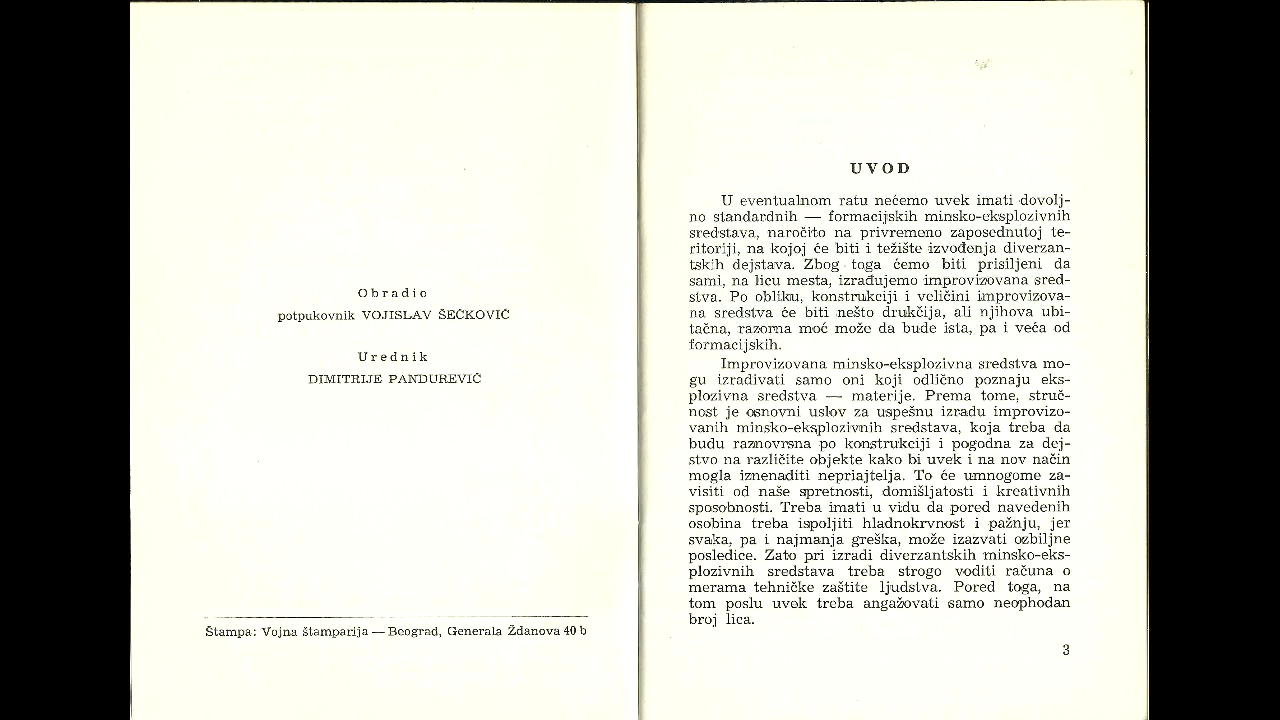 Obradio
potpukovnik VOJISLAV ŠEČKOVIĆ
Urednik
DIMITRIJE PANDUREVIĆ
Štampa: Vojna štamparija — Beograd, Generala Ždanova 40 b
UVOD
U eventualnom ratu nećemo uvek imati dovolj-
no standardnih — formacijskih minsko-eksplozivnih
sredstava, naročito na privremeno zaposednutoj te-
ritoriji, na kojoj će biti i težište izvođenja diverzan-
tskih dejstava. Zbog toga ćemo biti prisiljeni da
sami, na licu mesta, izrađujemo improvizovana sred-
stva. Po obliku, konstrukciji i veličini improvizova-
na sredstva će biti nešto drukčija, ali njihova ubi-
tačna, razorna moć može da bude ista, pa i veća od
formacijskih.
Improvizovana minsko-eksplozivna sredstva mo-
gu izrađivati samo oni koji odlično poznaju eks-
plozivna sredstva — materije. Prema tome, struč-
nost je osnovni uslov za uspešnu izradu improvizo-
vanih minsko-eksplozivnih sredstava, koja treba da
budu raznovrsna po konstrukciji i pogodna za dej-
stvo na različite objekte kako bi uvek i na nov način
mogla iznenaditi neprijatelja. To će umnogome za-
visiti od naše spretnosti, domišljatosti i kreativnih
sposobnosti. Treba imati u vidu da pored navedenih
osobina treba ispoljiti hladnokrvnost i pažnju, jer
svaka, pa i najmanja greška, može izazvati ozbiljne
posledice. Zato pri izradi diverzantskih minsko-eks-
plozivnih sredstava treba strogo voditi računa o
merama tehničke zaštite ljudstva. Pored toga, na
tom poslu uvek treba angažovati samo neophodan
broj lica.
3